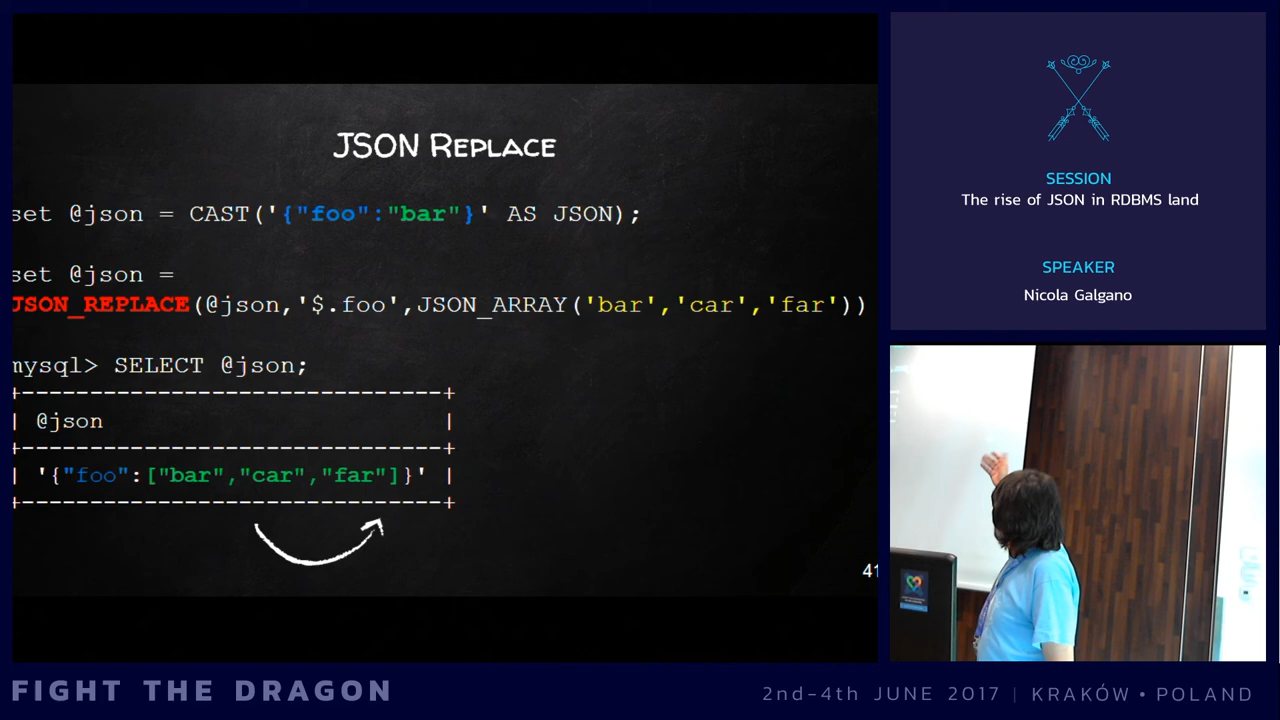 JSON Replace
set @json = CAST('{"foo":"bar"}' AS JSON);
set @json =
JSON_REPLACE(@json,'$.foo',JSON_ARRAY('bar','car','far'))
mysql> SELECT @json;
+----------------------------+
| @json |
+----------------------------+
| '{"foo":["bar","car","far"]}' |
+----------------------------+
41
SESSION
The rise of JSON in RDBMS land
SPEAKER
Nicola Galgano
FIGHT THE DRAGON
2nd-4th JUNE 2017 | KRAKÓW • POLAND